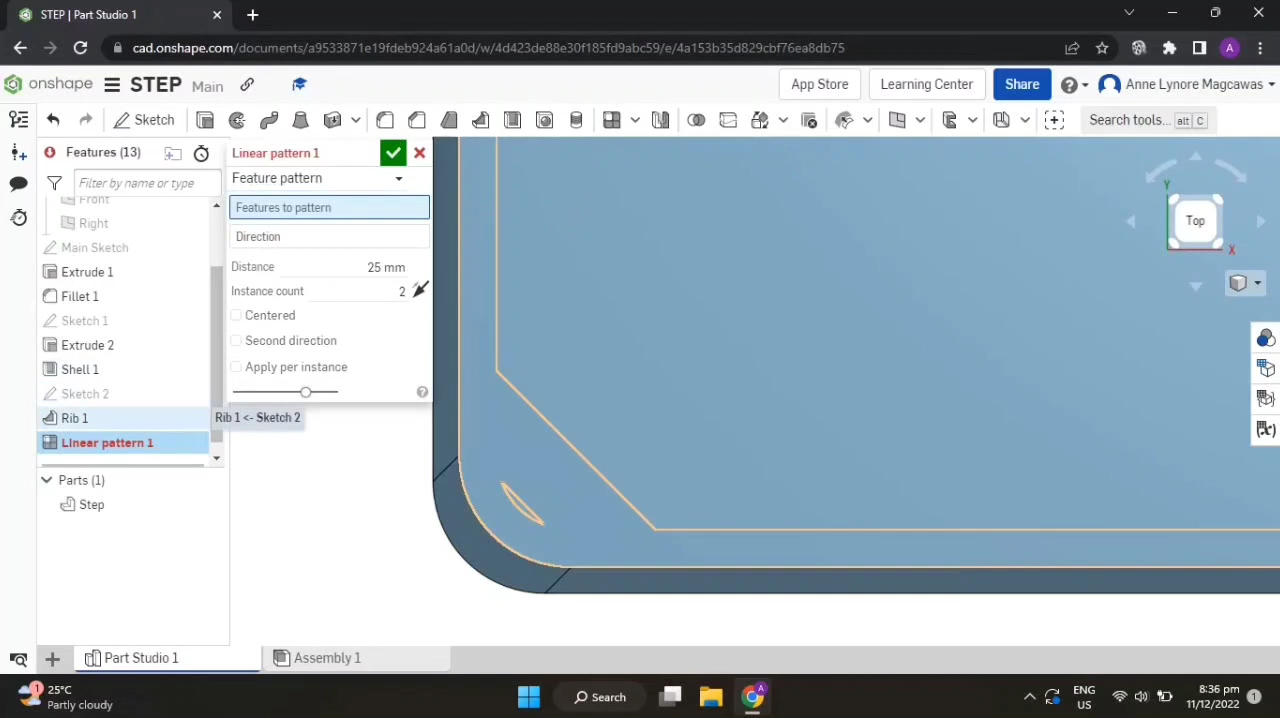 STEP | Part Studio 1
cad.onshape.com/documents/a9533871e19fdeb924a61a0d/w/4d423de88e30f185fd9abc59/e/4a153b35d829cbf76ea8db75
A
onshape
STEP
Main
App Store
Learning Center
Share
Anne Lynore Magcawas
Sketch
Search tools...
alt
C
Features (13)
Filter by name or type
Front
Right
Main Sketch
Extrude 1
Fillet 1
Sketch 1
Extrude 2
Shell 1
Sketch 2
Rib 1
Linear pattern 1
Parts (1)
Step
Linear pattern 1
Feature pattern
Features to pattern
Direction
Distance
25 mm
Instance count
2
Centered
Second direction
Apply per instance
Rib 1 <- Sketch 2
Y
Top
X
Part Studio 1
Assembly 1
1
25°C
Partly cloudy
Search
A
ENG
US
8:36 pm
11/12/2022
1